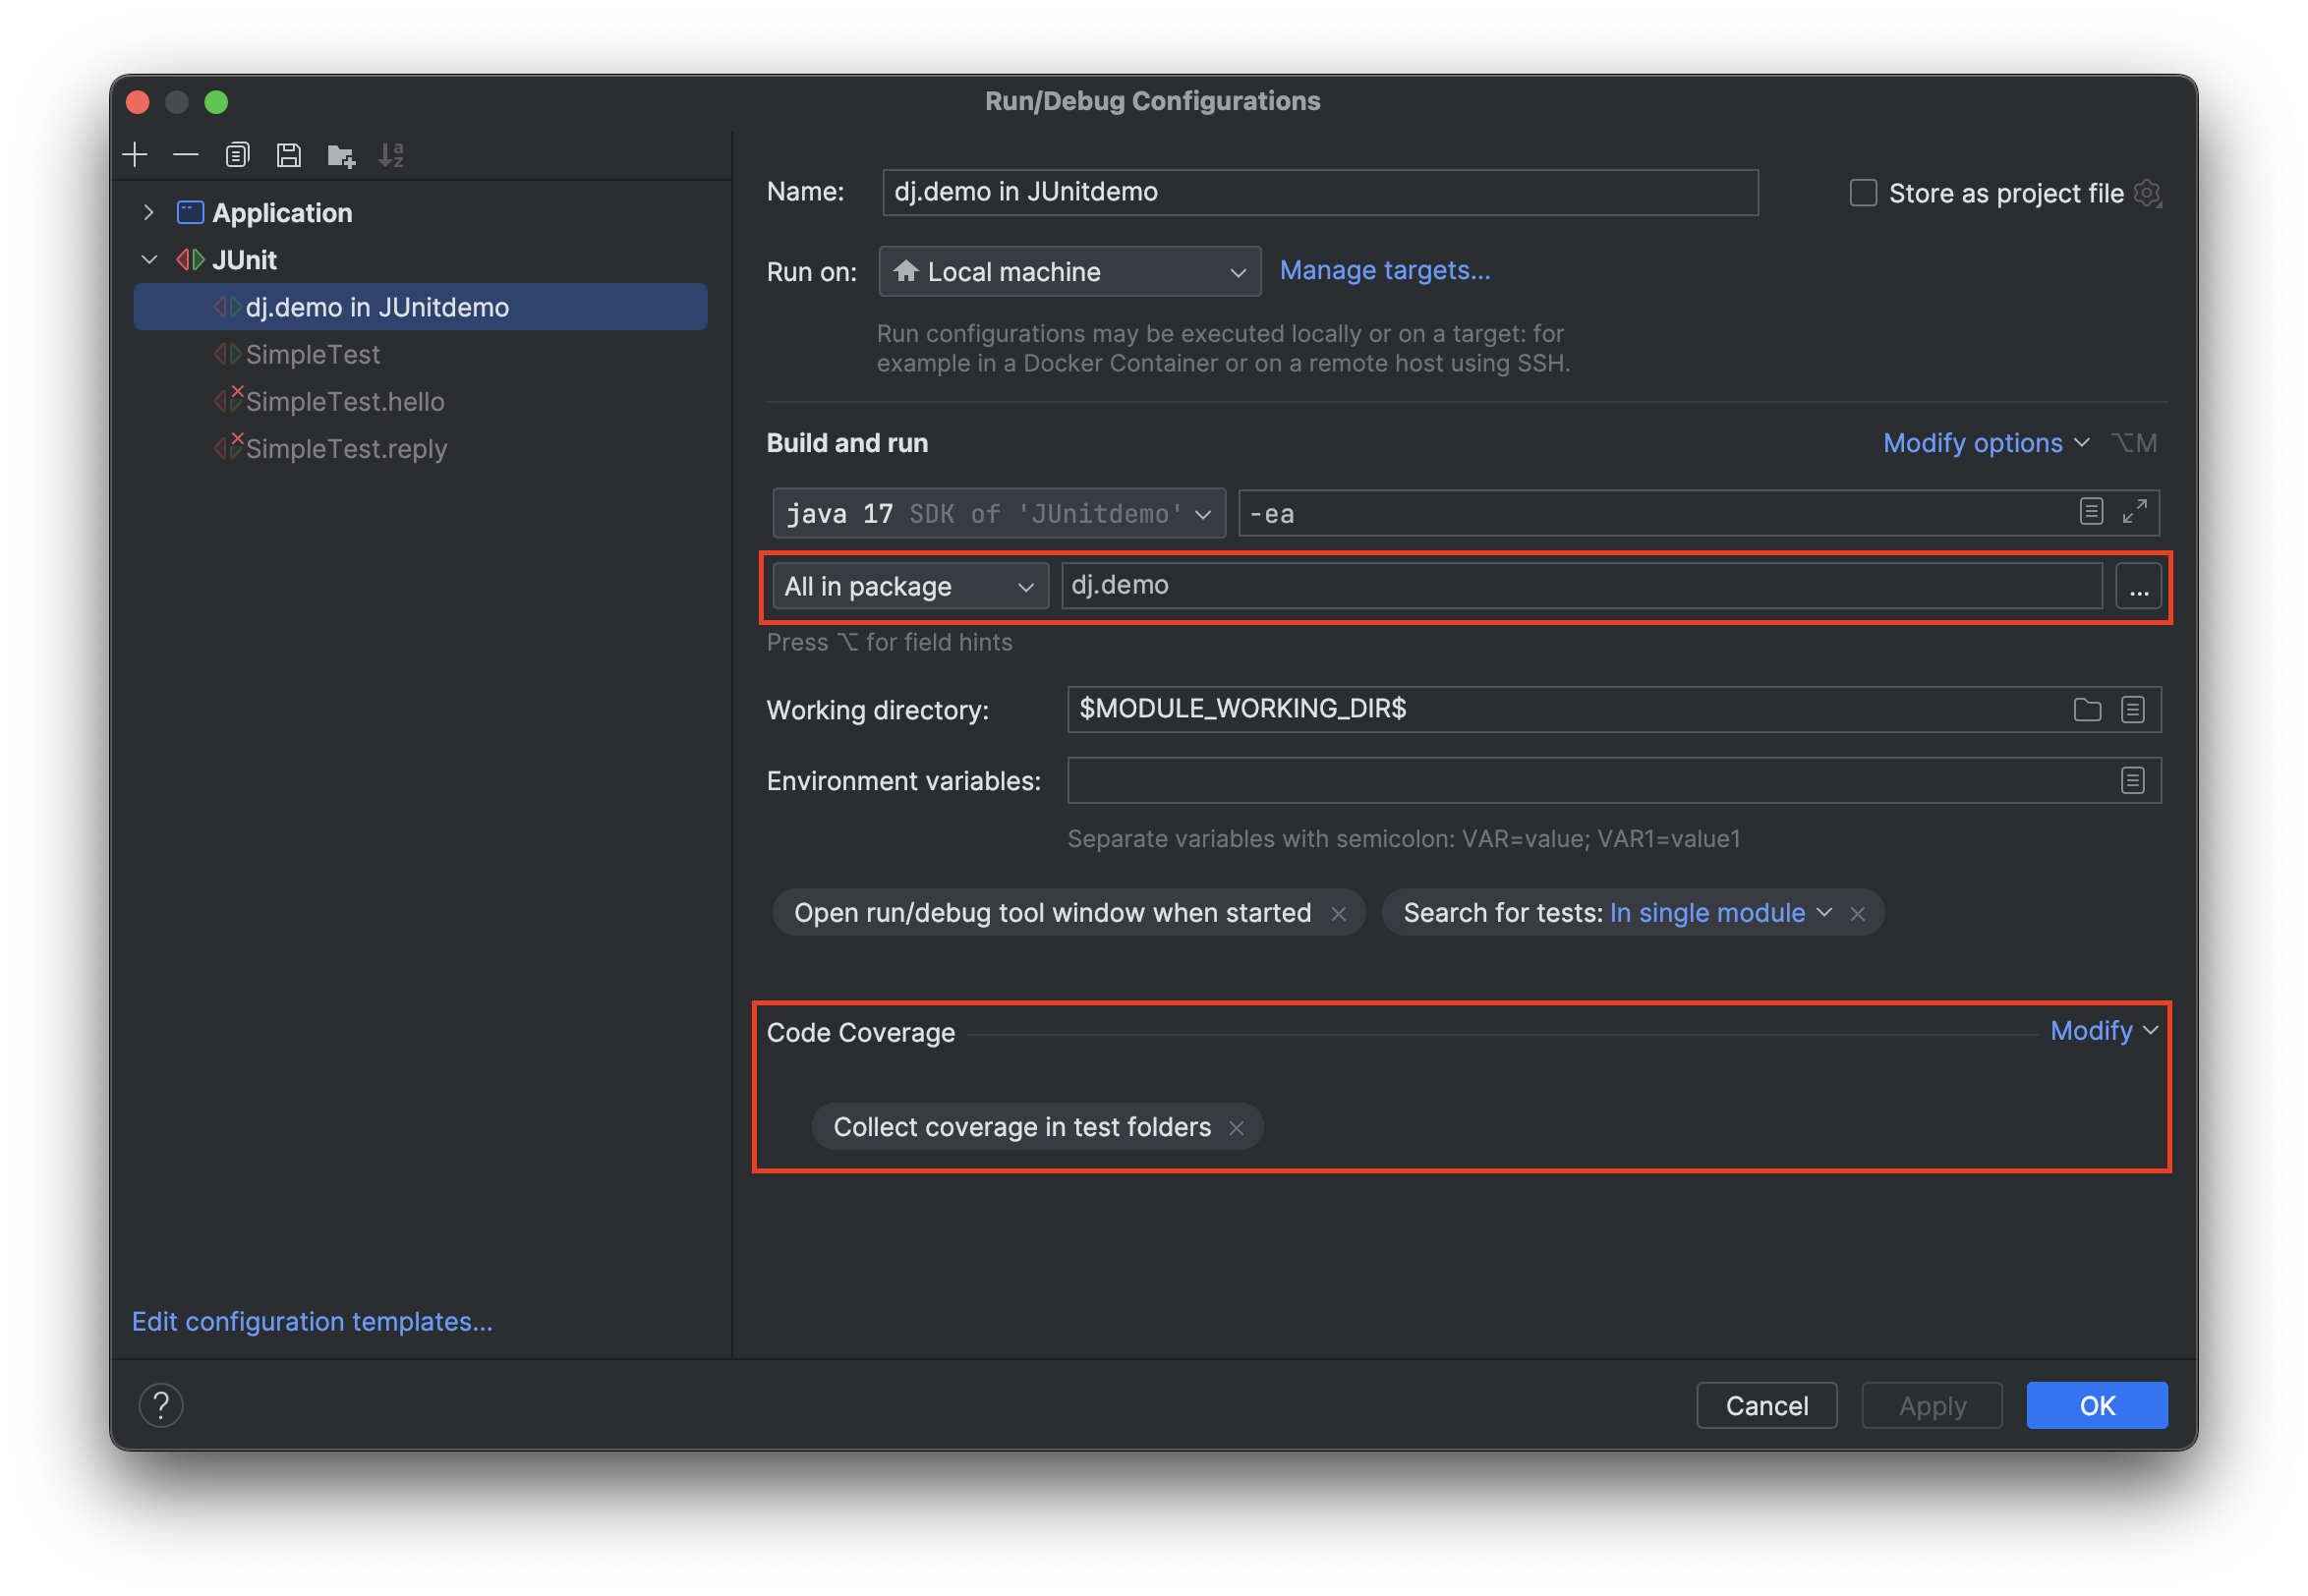 Run/Debug Configurations
Application
JUnit
dj.demo in JUnitdemo
SimpleTest
SimpleTest.hello
SimpleTest.reply
Edit configuration templates...
Name: dj.demo in JUnitdemo Store as project file
Run on: Local machine Manage targets...
Run configurations may be executed locally or on a target: for
example in a Docker Container or on a remote host using SSH.
Build and run Modify options ⌥M
java 17 SDK of 'JUnitdemo' -ea
All in package dj.demo ...
Press ⌥ for field hints
Working directory: $MODULE_WORKING_DIR$
Environment variables:
Separate variables with semicolon: VAR=value; VAR1=value1
Open run/debug tool window when started × Search for tests: In single module ×
Code Coverage Modify
Collect coverage in test folders ×
? Cancel Apply OK